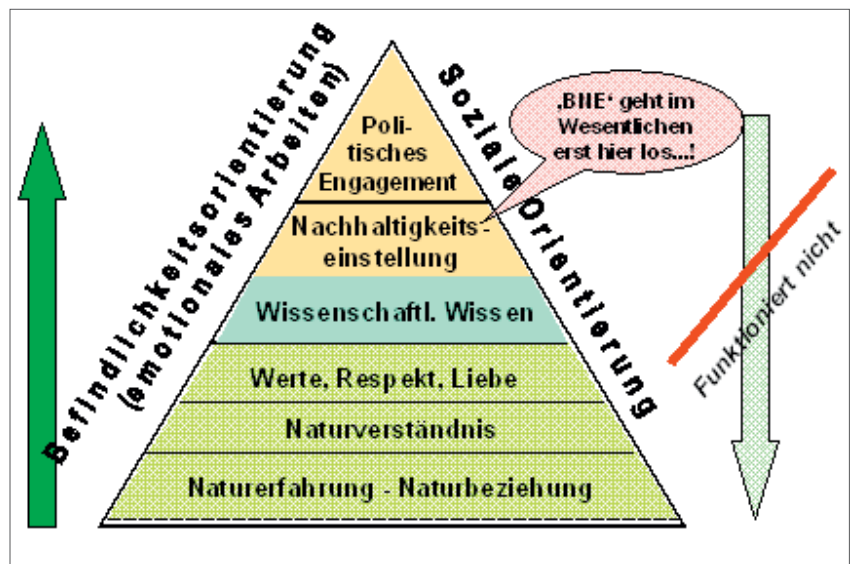 Befindlichkeitsorientierung
(emotionales Arbeiten)
Soziale Orientierung
‚BNE‘ geht im
Wesentlichen
erst hier los...!
Poli-
tisches
Engagement
Nachhaltigkeits-
einstellung
Wissenschaftl. Wissen
Werte, Respekt, Liebe
Naturverständnis
Naturerfahrung - Naturbeziehung
Funktioniert nicht